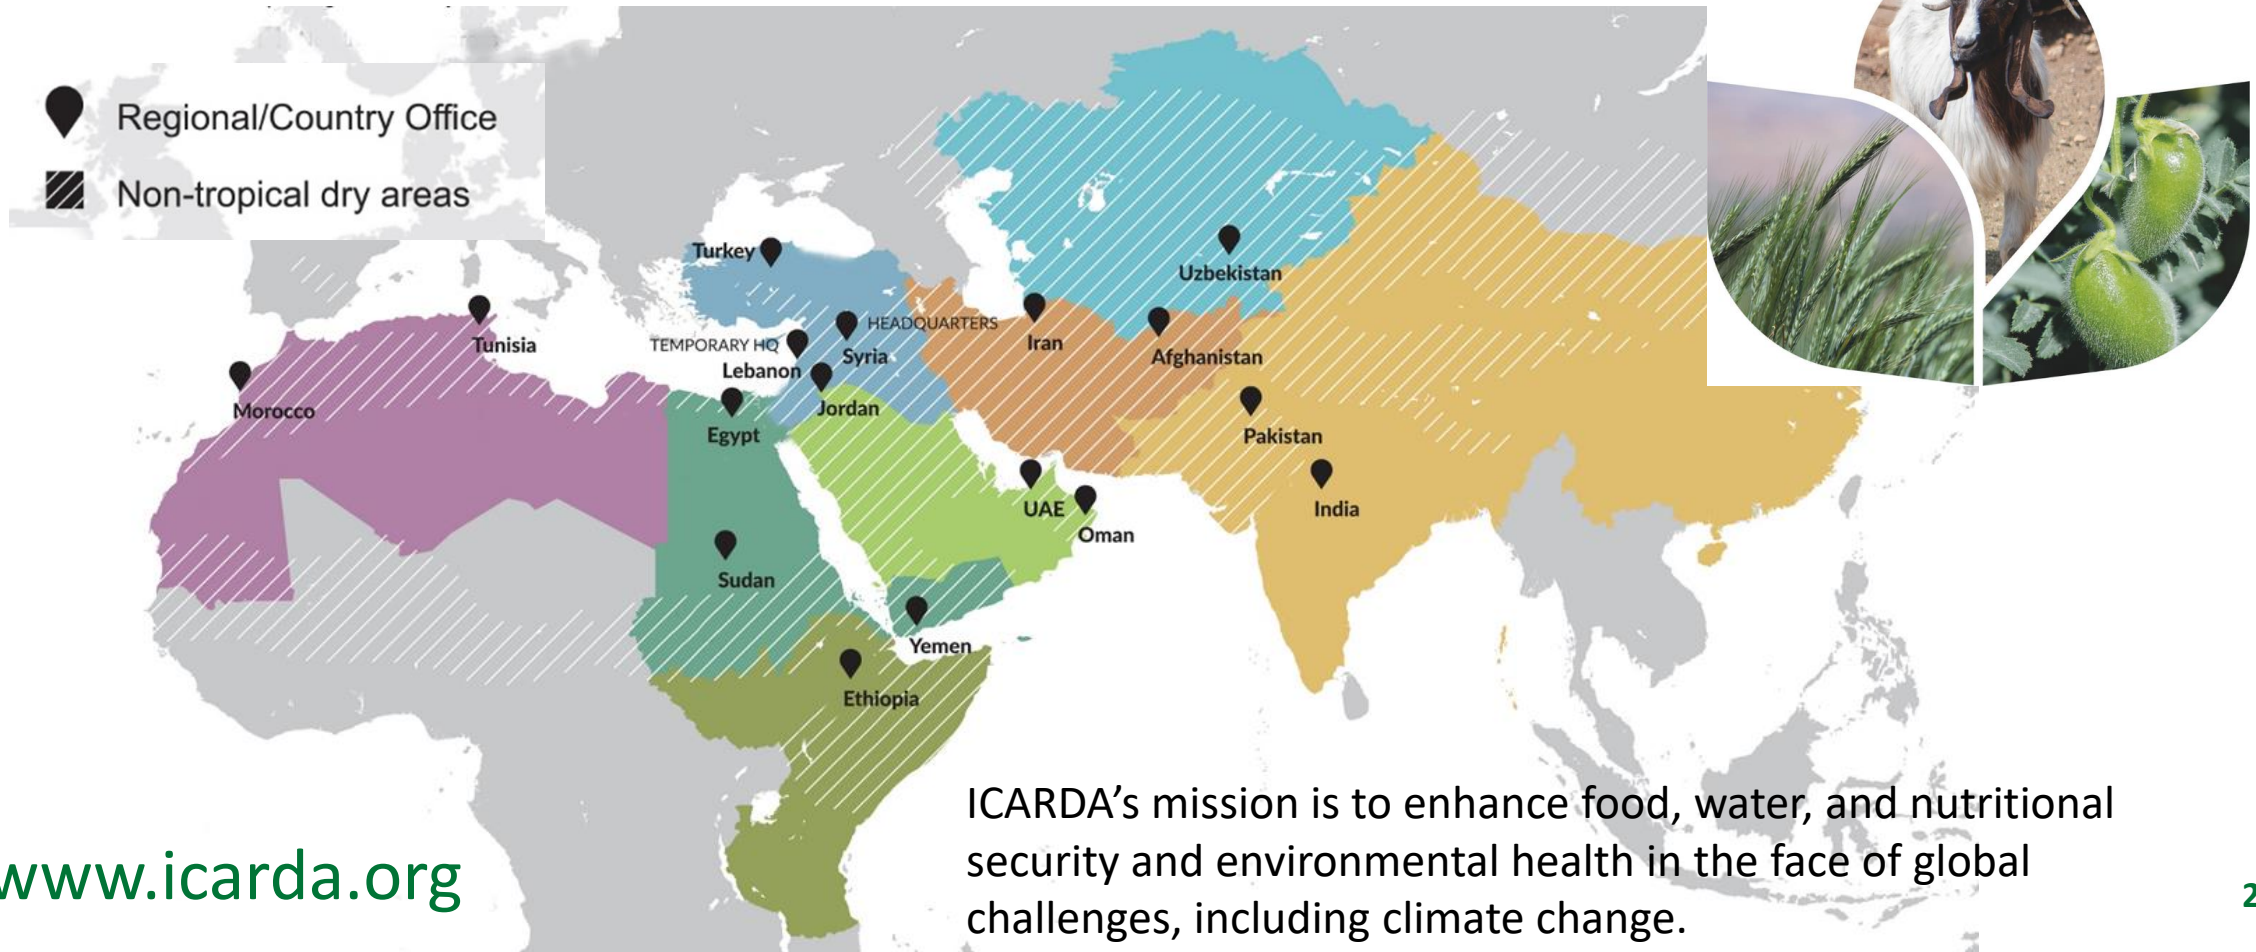 Regional/Country Office
Non-tropical dry areas
Turkey
Uzbekistan
HEADQUARTERS
TEMPORARY HQ
Tunisia
Syria
Iran
Afghanistan
Lebanon
Morocco
Jordan
Egypt
Pakistan
UAE
India
Oman
Sudan
Yemen
Ethiopia
ICARDA’s mission is to enhance food, water, and nutritional
security and environmental health in the face of global
challenges, including climate change.
www.icarda.org
2